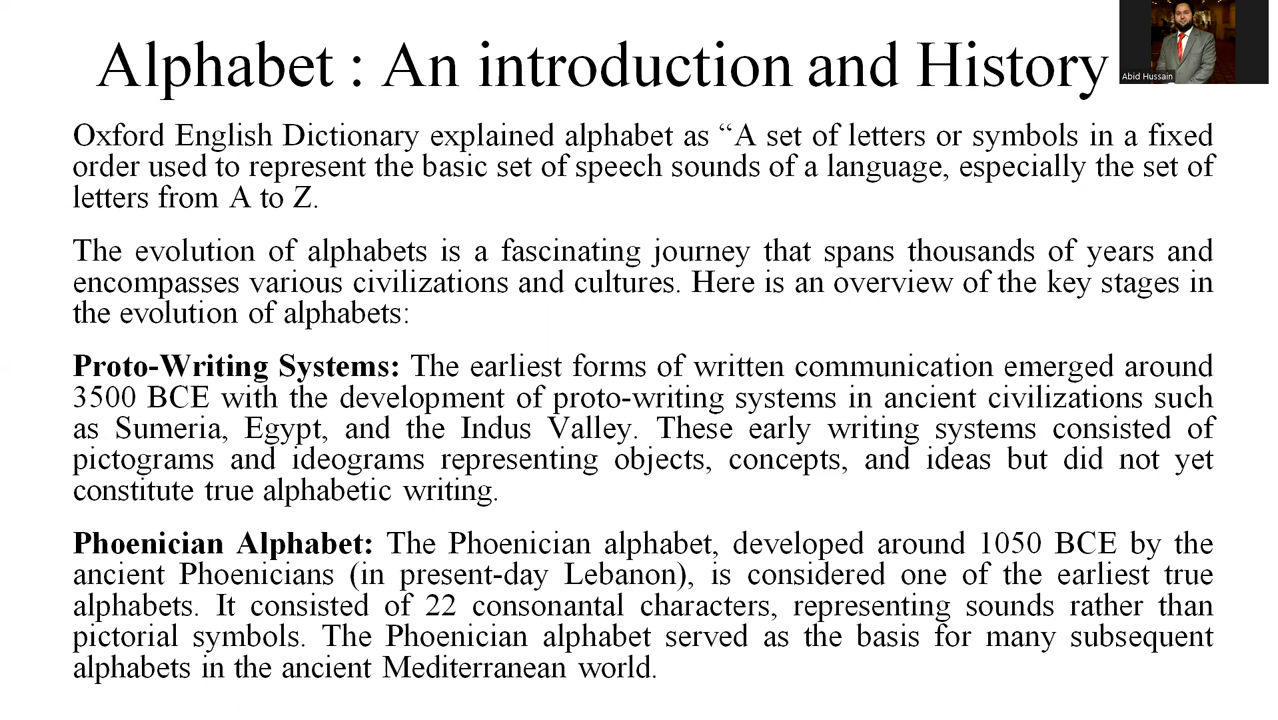 Alphabet : An introduction and History
Abid Hussain
Oxford English Dictionary explained alphabet as “A set of letters or symbols in a fixed
order used to represent the basic set of speech sounds of a language, especially the set of
letters from A to Z.
The evolution of alphabets is a fascinating journey that spans thousands of years and
encompasses various civilizations and cultures. Here is an overview of the key stages in
the evolution of alphabets:
Proto-Writing Systems: The earliest forms of written communication emerged around
3500 BCE with the development of proto-writing systems in ancient civilizations such
as Sumeria, Egypt, and the Indus Valley. These early writing systems consisted of
pictograms and ideograms representing objects, concepts, and ideas but did not yet
constitute true alphabetic writing.
Phoenician Alphabet: The Phoenician alphabet, developed around 1050 BCE by the
ancient Phoenicians (in present-day Lebanon), is considered one of the earliest true
alphabets. It consisted of 22 consonantal characters, representing sounds rather than
pictorial symbols. The Phoenician alphabet served as the basis for many subsequent
alphabets in the ancient Mediterranean world.